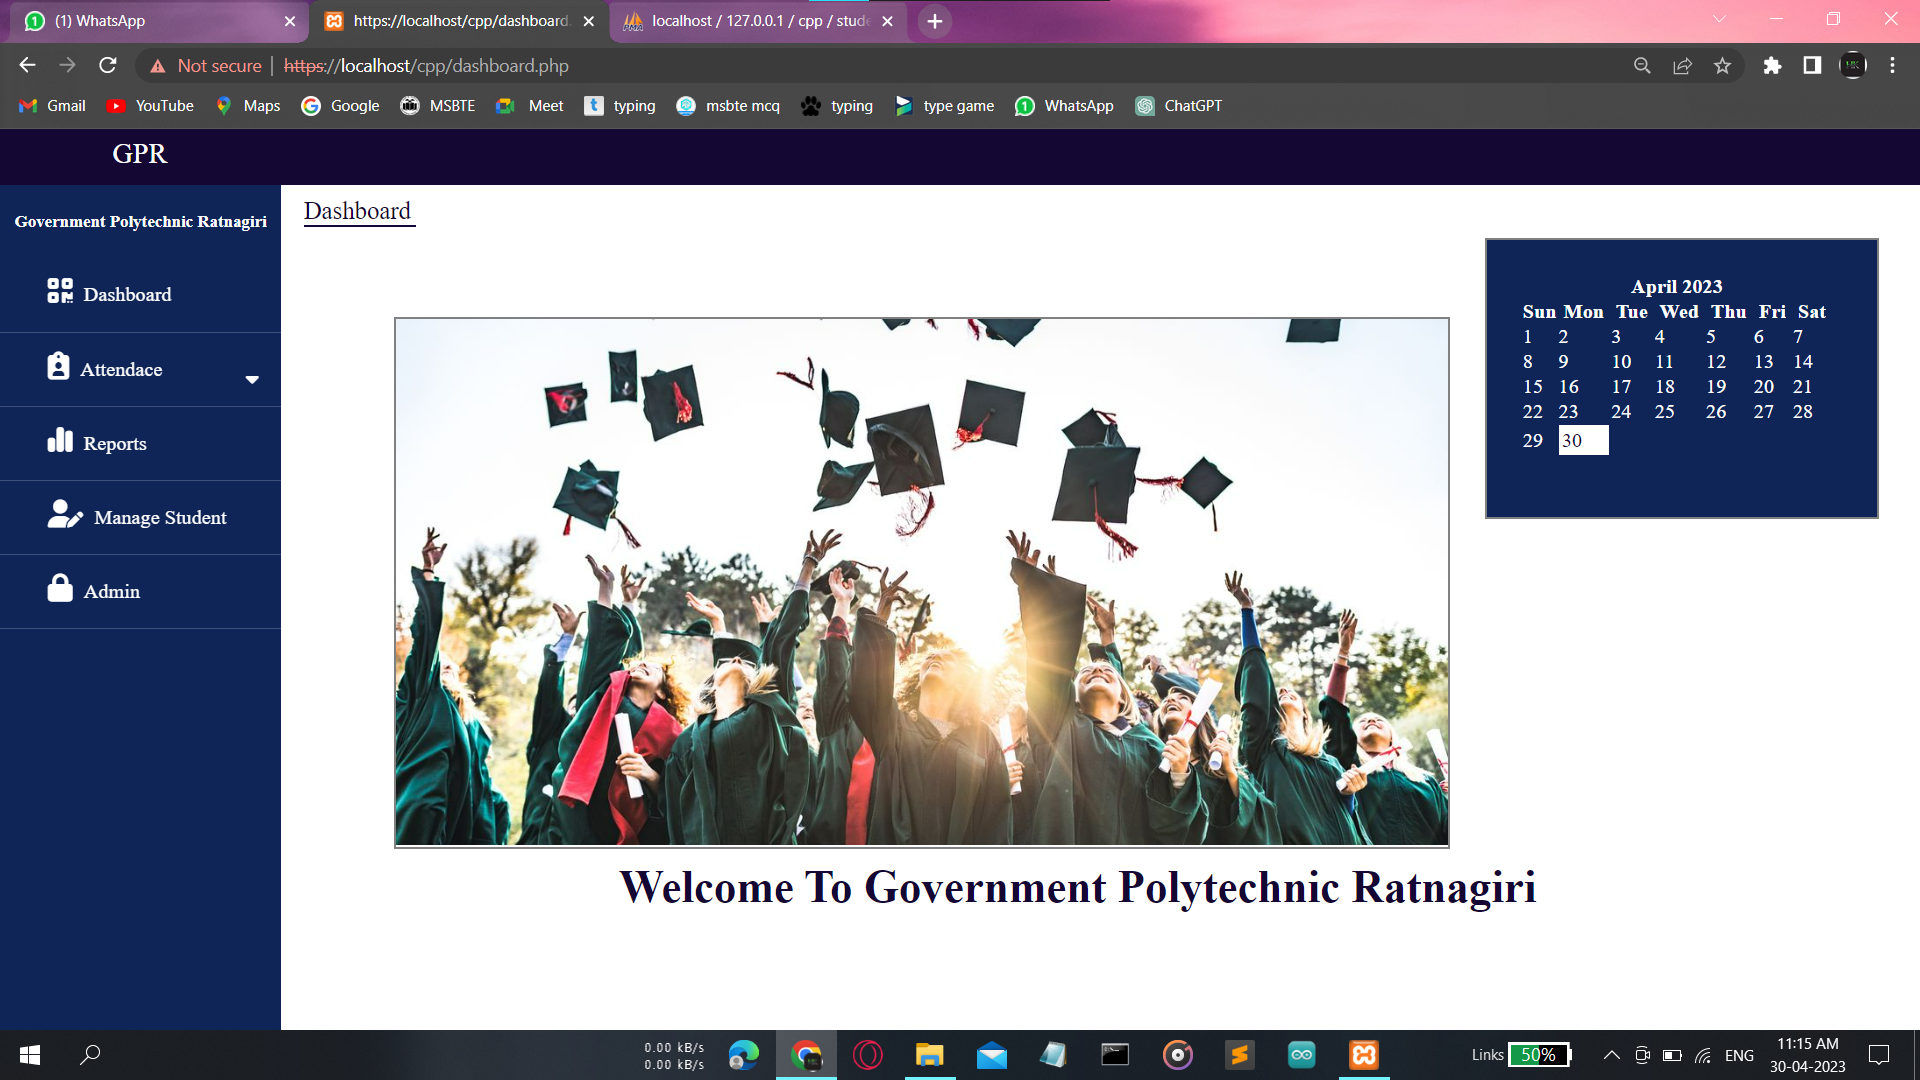 (1) WhatsApp
https://localhost/cpp/dashboard.
localhost / 127.0.0.1 / cpp / stude
Not secure
https://localhost/cpp/dashboard.php
Gmail YouTube Maps Google MSBTE Meet typing msbte mcq typing type game WhatsApp ChatGPT
GPR
Government Polytechnic Ratnagiri
Dashboard
Attendace
Reports
Manage Student
Admin
Dashboard
April 2023
Sun Mon Tue Wed Thu Fri Sat
1 2 3 4 5 6 7
8 9 10 11 12 13 14
15 16 17 18 19 20 21
22 23 24 25 26 27 28
29 30
Welcome To Government Polytechnic Ratnagiri
0.00 kB/s
0.00 kB/s
Links 50% ENG
11:15 AM
30-04-2023